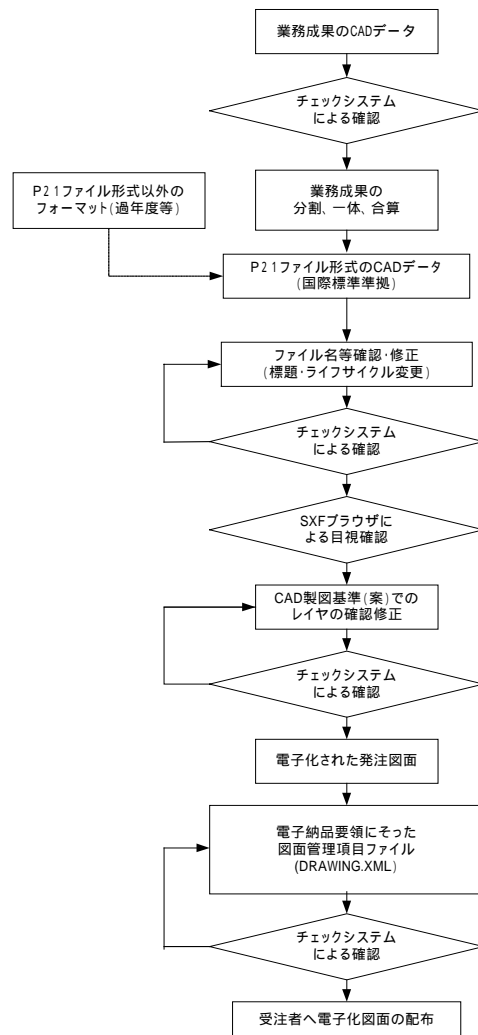 業務成果のCADデータ
チェックシステム
による確認
P21ファイル形式以外の
フォーマット(過年度等)
業務成果の
分割、一体、合算
P21ファイル形式のCADデータ
(国際標準準拠)
ファイル名等確認・修正
(標題・ライフサイクル変更)
チェックシステム
による確認
SXFブラウザに
よる目視確認
CAD製図基準(案)での
レイヤの確認修正
チェックシステム
による確認
電子化された発注図面
電子納品要領にそった
図面管理項目ファイル
(DRAWING.XML)
チェックシステム
による確認
受注者へ電子化図面の配布